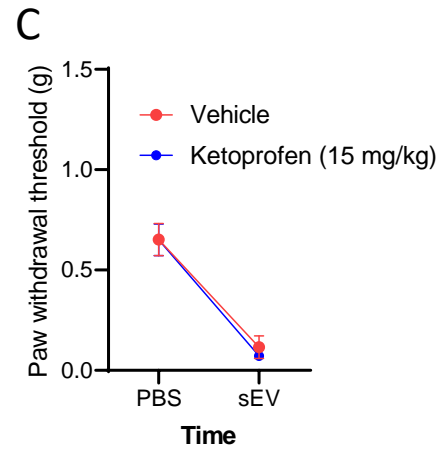 C
Paw withdrawal threshold (g)
1.5
1.0
0.5
0.0
Vehicle
Ketoprofen (15 mg/kg)
PBS
sEV
Time